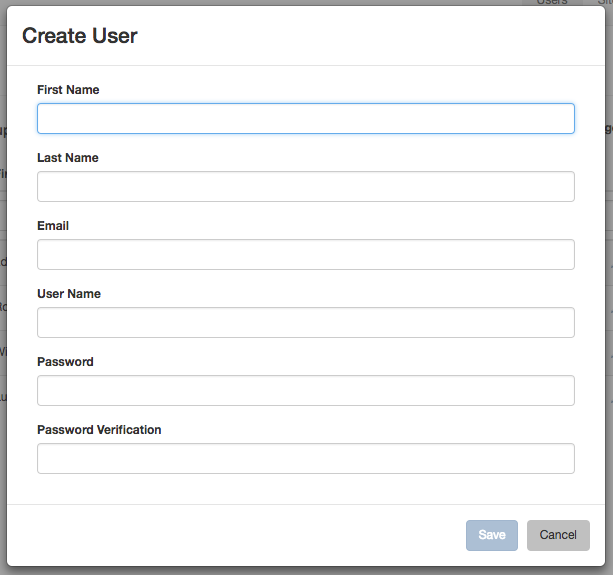 Users
Create User
First Name
Last Name
Email
User Name
Password
Password Verification
Save
Cancel